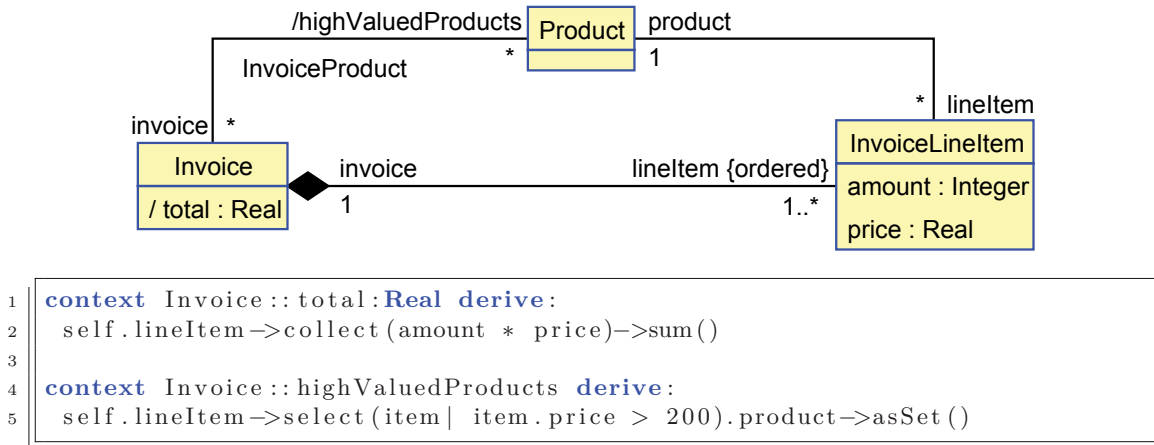 /highValuedProducts
Product
product
*
1
InvoiceProduct
* lineItem
invoice *
InvoiceLineItem
Invoice
invoice
lineItem {ordered}
amount : Integer
/ total : Real
1
1..*
price : Real
1 context Invoice::total:Real derive:
2 self.lineItem->collect(amount * price)->sum()
3
4 context Invoice::highValuedProducts derive:
5 self.lineItem->select(item| item.price > 200).product->asSet()